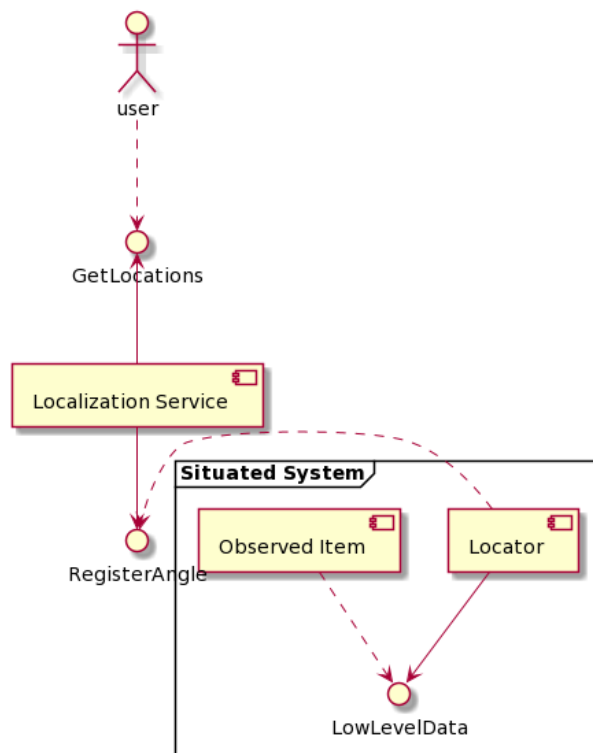 user
GetLocations
Localization Service
Situated System
Observed Item
Locator
RegisterAngle
LowLevelData